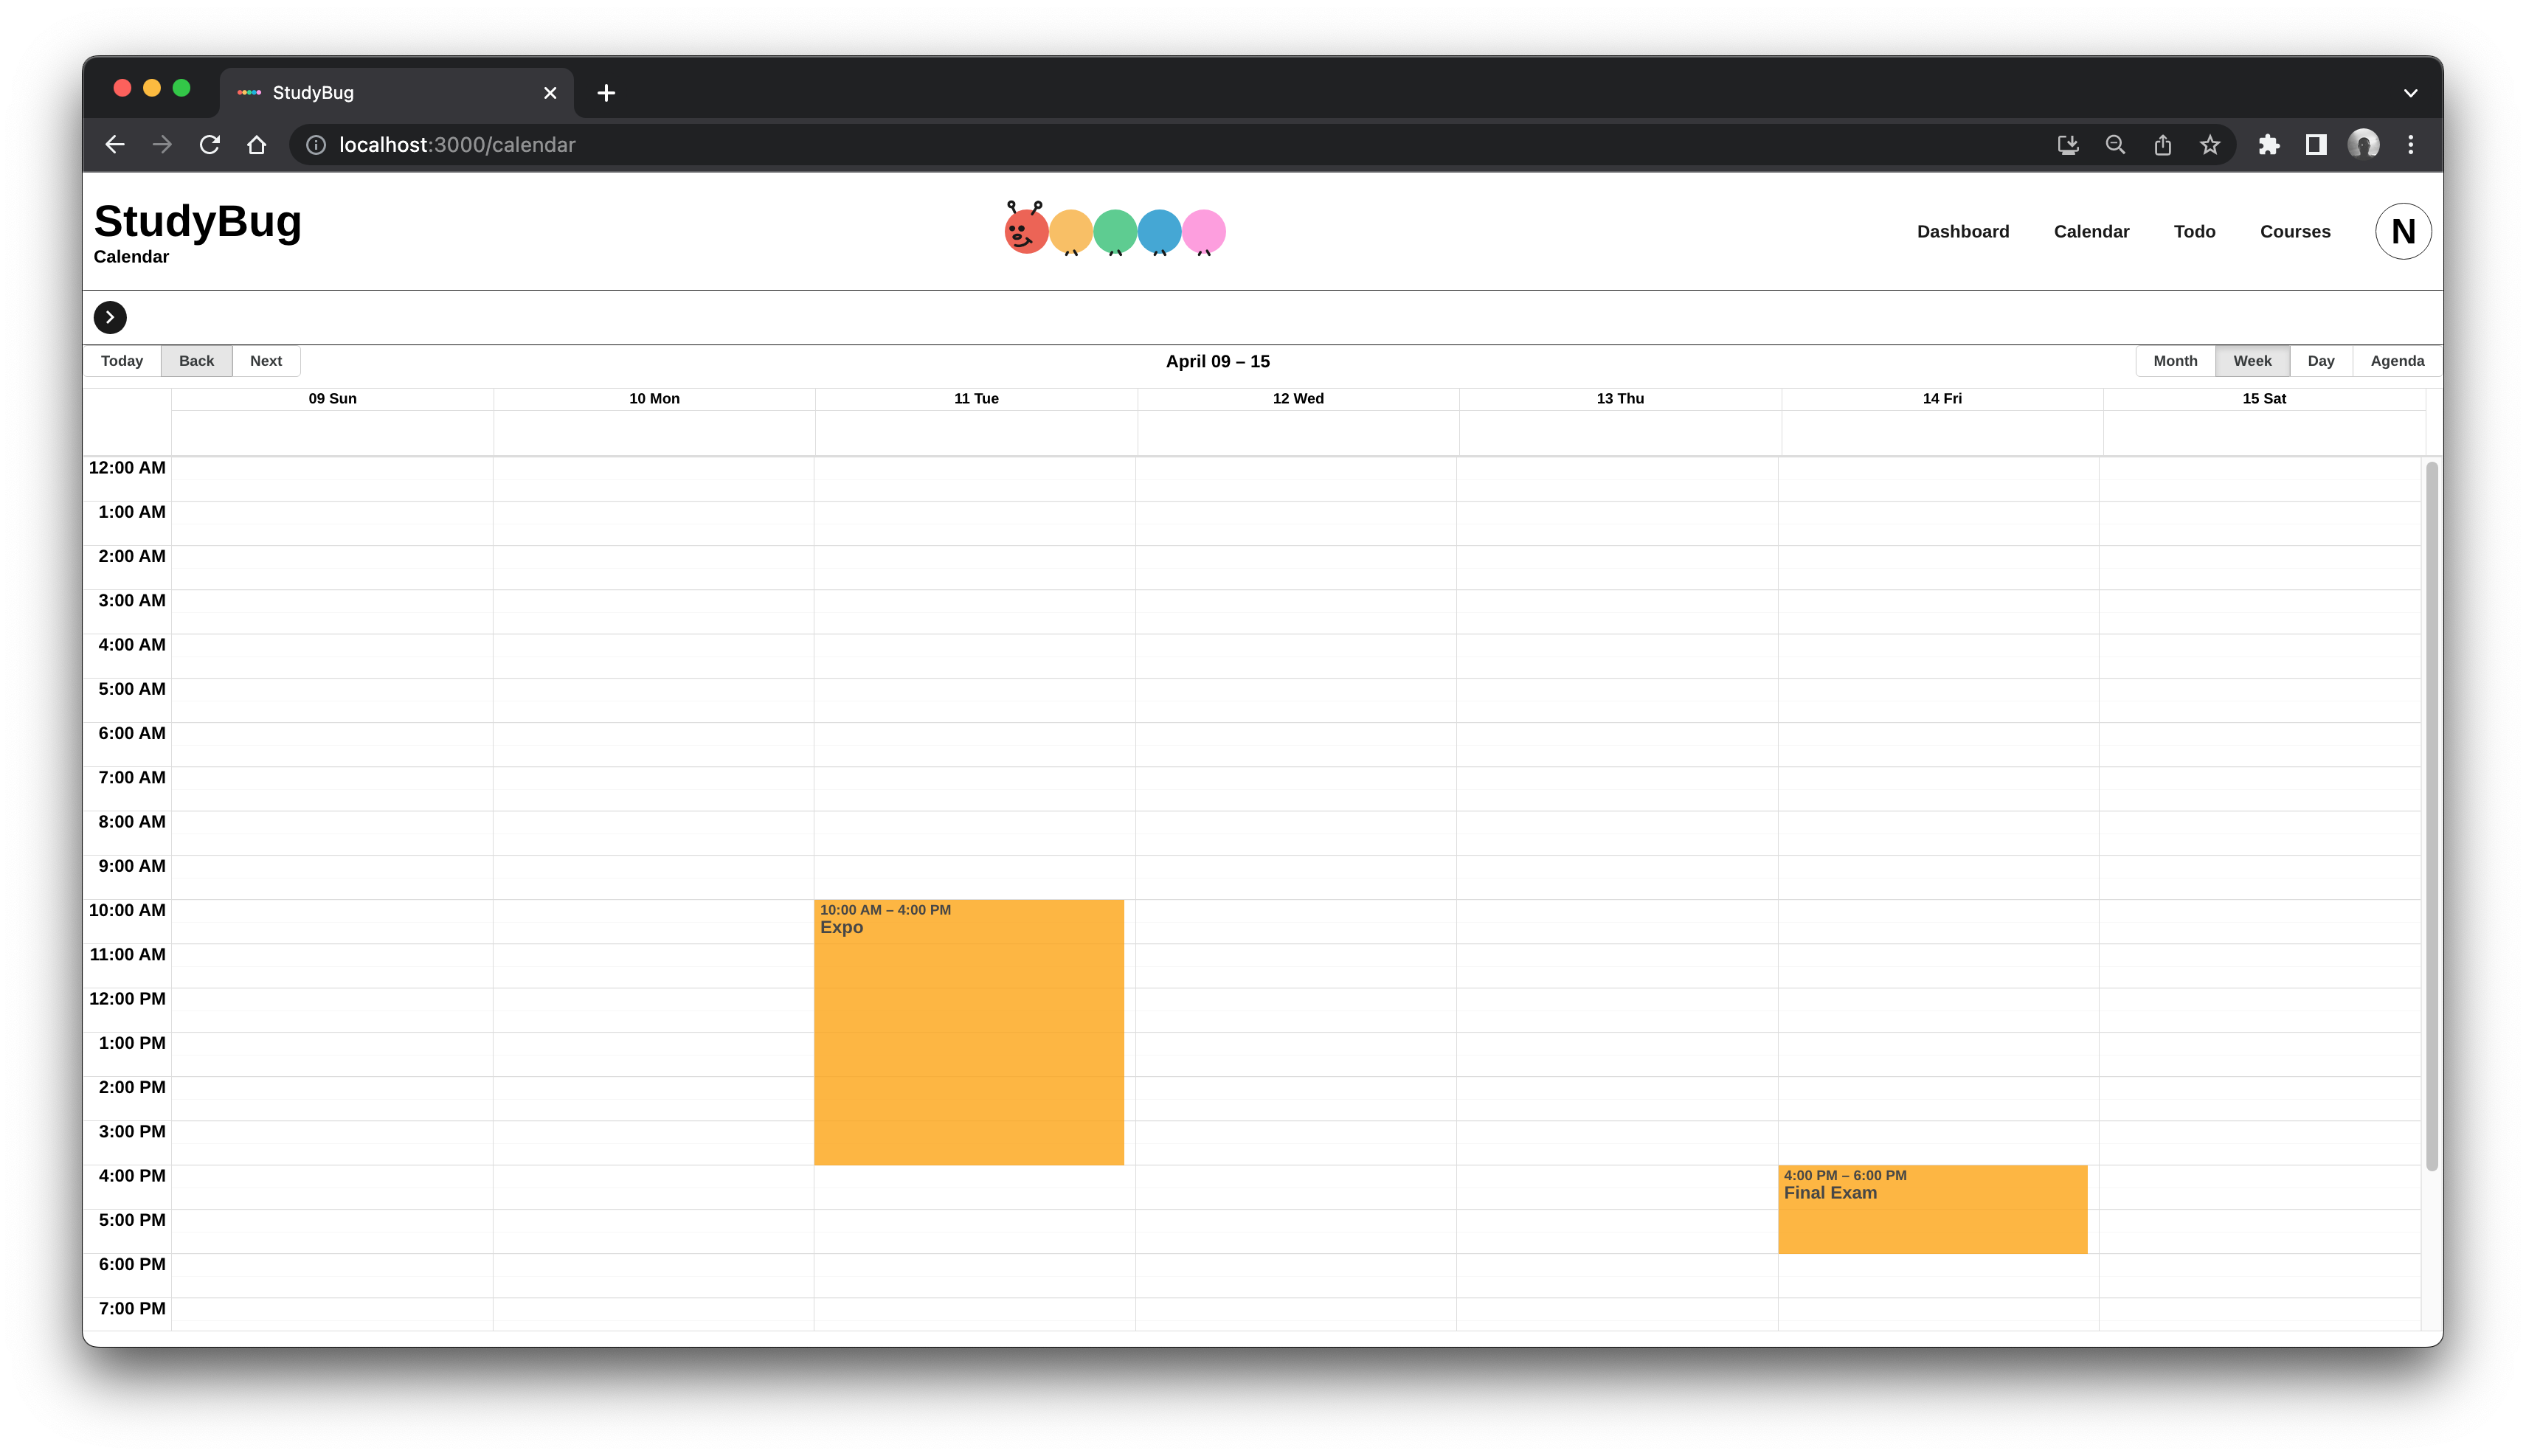 StudyBug
localhost:3000/calendar
StudyBug
Calendar
Dashboard Calendar Todo Courses N
Today Back Next April 09 – 15 Month Week Day Agenda
09 Sun 10 Mon 11 Tue 12 Wed 13 Thu 14 Fri 15 Sat
12:00 AM
1:00 AM
2:00 AM
3:00 AM
4:00 AM
5:00 AM
6:00 AM
7:00 AM
8:00 AM
9:00 AM
10:00 AM 10:00 AM – 4:00 PM
Expo
11:00 AM
12:00 PM
1:00 PM
2:00 PM
3:00 PM
4:00 PM 4:00 PM – 6:00 PM
Final Exam
5:00 PM
6:00 PM
7:00 PM